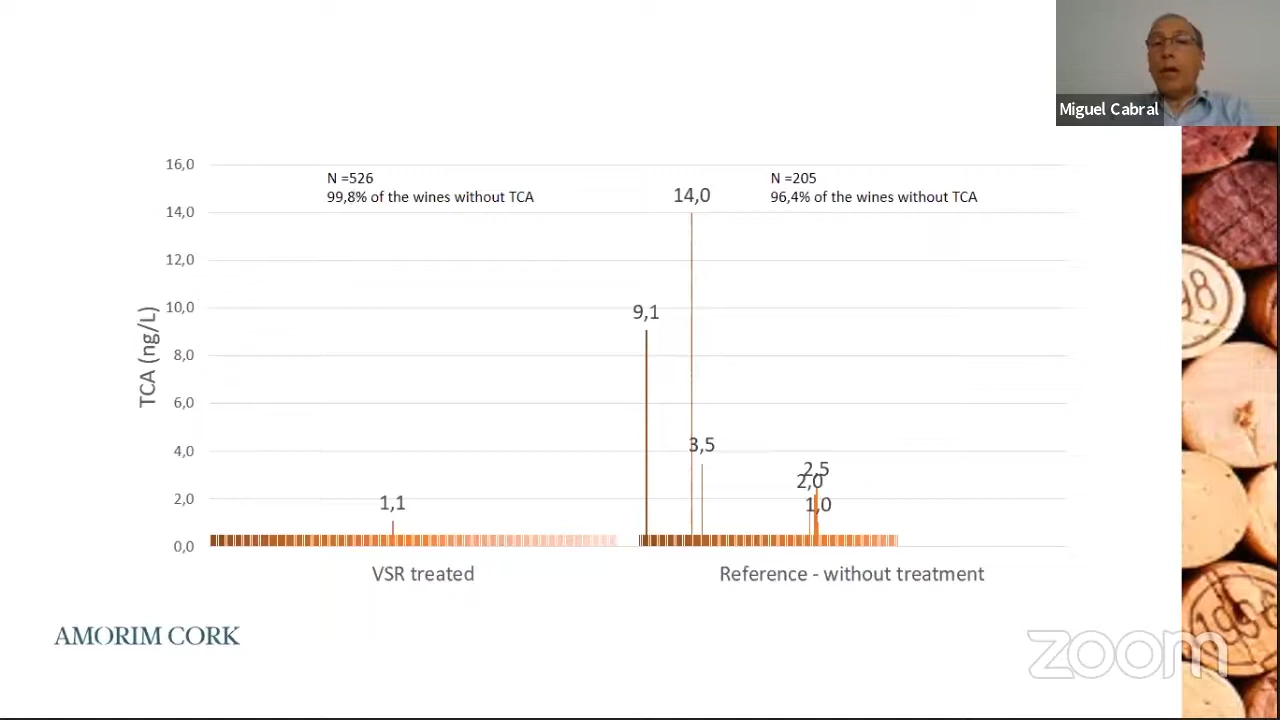 Miguel Cabral
16,0
14,0
12,0
10,0
8,0
6,0
4,0
2,0
0,0
TCA (ng/L)
N =526
99,8% of the wines without TCA
N =205
96,4% of the wines without TCA
1,1
9,1
14,0
3,5
2,5
2,0
1,0
VSR treated
Reference - without treatment
AMORIM CORK
zoom
98
1998